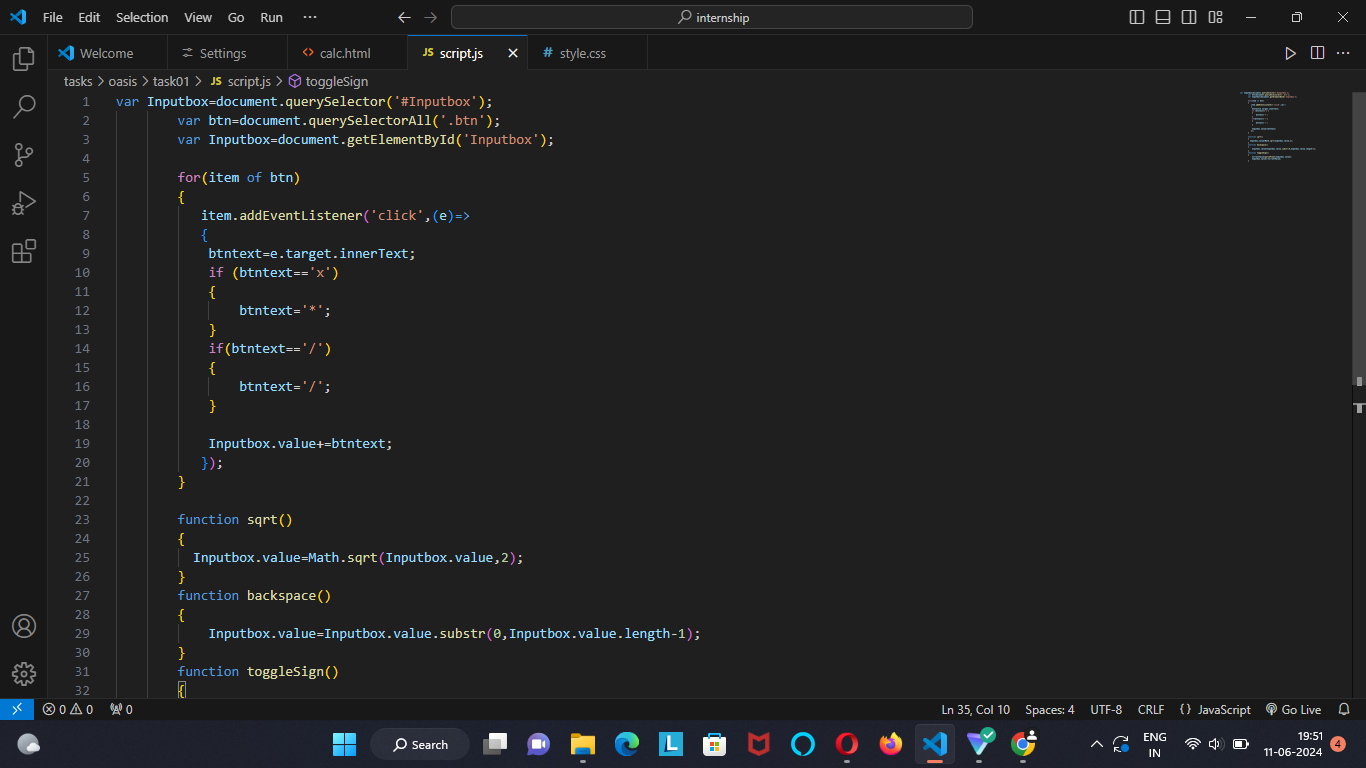 File Edit Selection View Go Run ··· internship
Welcome Settings calc.html JS script.js # style.css
tasks > oasis > task01 > JS script.js > toggleSign
1 var Inputbox=document.querySelector('#Inputbox');
2 var btn=document.querySelectorAll('.btn');
3 var Inputbox=document.getElementById('Inputbox');
4
5 for(item of btn)
6 {
7 item.addEventListener('click',(e)=>
8 {
9 btntext=e.target.innerText;
10 if (btntext=='x')
11 {
12 btntext='*';
13 }
14 if(btntext=='/')
15 {
16 btntext='/';
17 }
18
19 Inputbox.value+=btntext;
20 });
21 }
22
23 function sqrt()
24 {
25 Inputbox.value=Math.sqrt(Inputbox.value,2);
26 }
27 function backspace()
28 {
29 Inputbox.value=Inputbox.value.substr(0,Inputbox.value.length-1);
30 }
31 function toggleSign()
32 {
0 0 0 Ln 35, Col 10 Spaces: 4 UTF-8 CRLF {} JavaScript Go Live
Search L ENG IN 19:51 11-06-2024 4